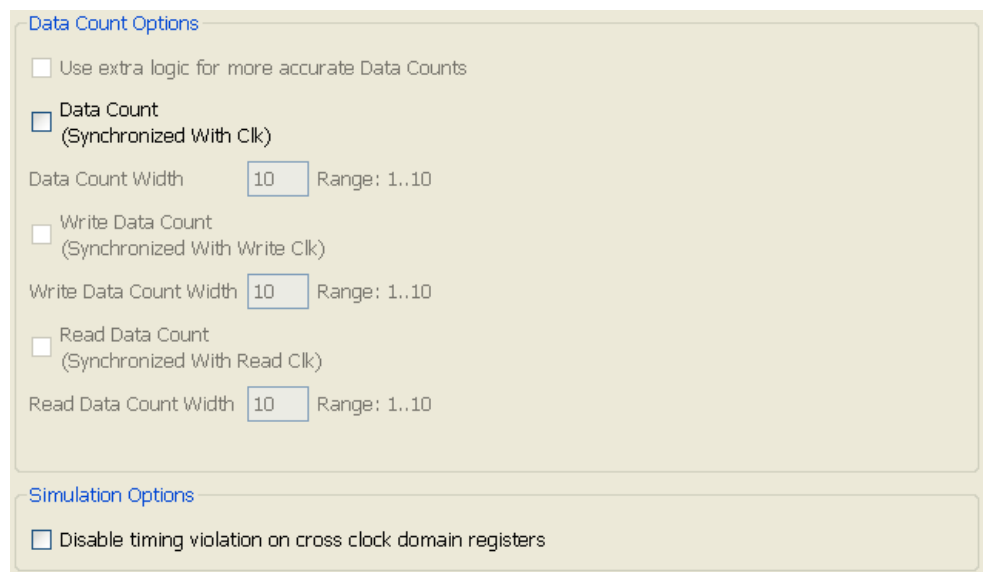 Data Count Options
Use extra logic for more accurate Data Counts
Data Count
(Synchronized With Clk)
Data Count Width 10 Range: 1..10
Write Data Count
(Synchronized With Write Clk)
Write Data Count Width 10 Range: 1..10
Read Data Count
(Synchronized With Read Clk)
Read Data Count Width 10 Range: 1..10
Simulation Options
Disable timing violation on cross clock domain registers